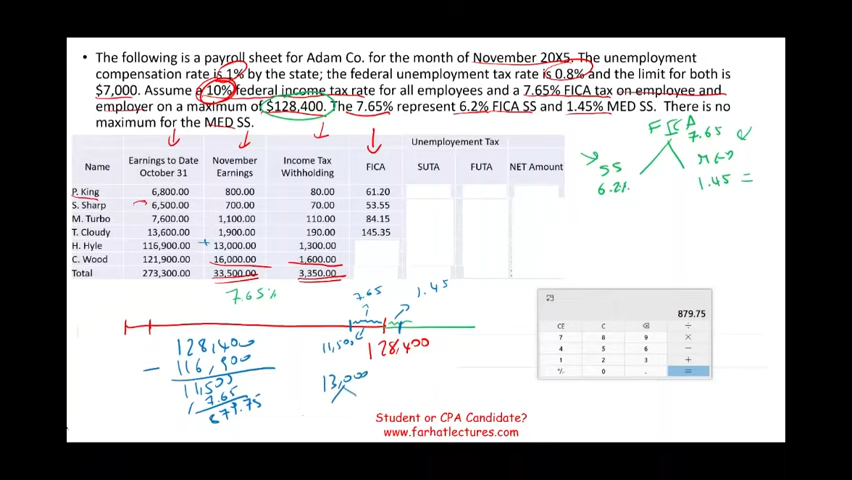 • The following is a payroll sheet for Adam Co. for the month of November 20X5. The unemployment
compensation rate is 1% by the state; the federal unemployment tax rate is 0.8% and the limit for both is
$7,000. Assume a 10% federal income tax rate for all employees and a 7.65% FICA tax on employee and
employer on a maximum of $128,400. The 7.65% represent 6.2% FICA SS and 1.45% MED SS. There is no
maximum for the MED SS.
FICA
7.65
SS
6.2%
1.45 =
Unemployement Tax
Name Earnings to Date October 31 November Earnings Income Tax Withholding FICA SUTA FUTA NET Amount
P. King 6,800.00 800.00 80.00 61.20
S. Sharp 6,500.00 700.00 70.00 53.55
M. Turbo 7,600.00 1,100.00 110.00 84.15
T. Cloudy 13,600.00 1,900.00 190.00 145.35
H. Hyle 116,900.00 + 13,000.00 1,300.00
C. Wood 121,900.00 16,000.00 1,600.00
Total 273,300.00 33,500.00 3,350.00
7.65%
7.65
1.45
11,500
128,400
13,000
128,400
- 116,900
11,500
7.65
879.75
879.75
CE C ÷
7 8 9 ×
4 5 6 −
1 2 3 +
0 . =
Student or CPA Candidate?
www.farhatlectures.com